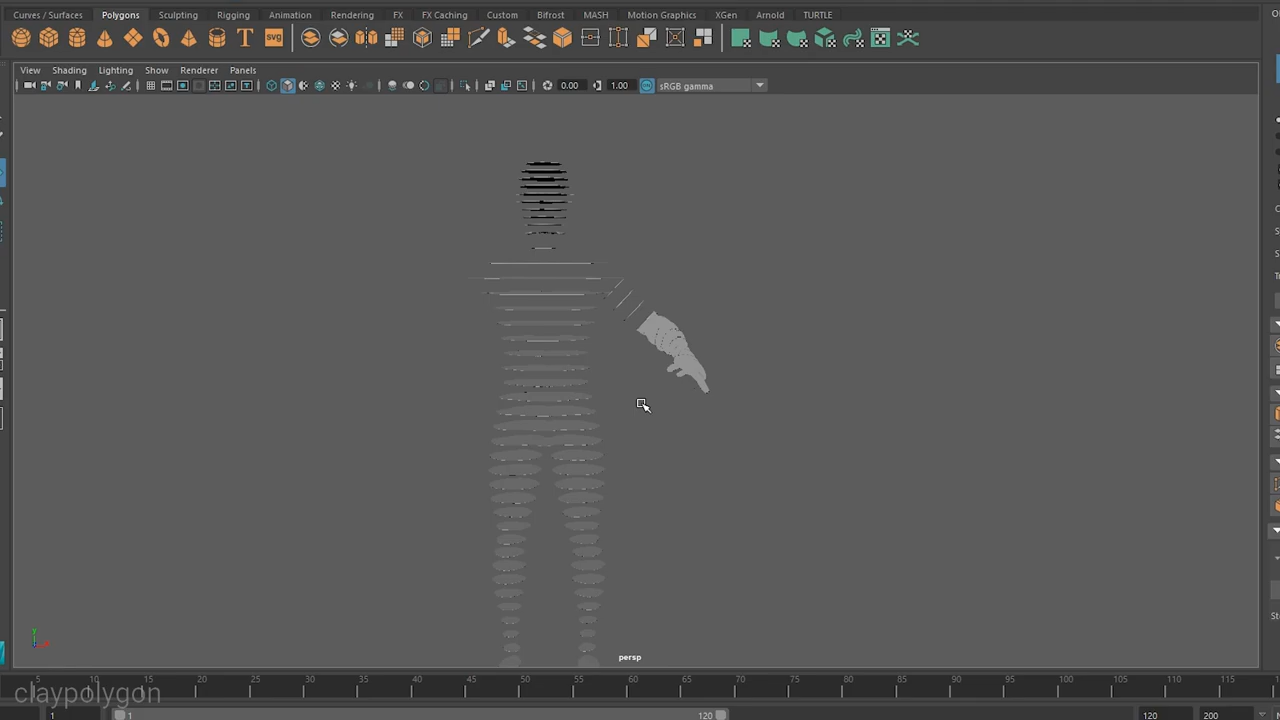 Curves / Surfaces Polygons Sculpting Rigging Animation Rendering FX FX Caching Custom Bifrost MASH Motion Graphics XGen Arnold TURTLE
T SVG
View Shading Lighting Show Renderer Panels
0.00 1.00 sRGB gamma
y
persp
5 10 15 20 25 30 35 40 45 50 55 60 65 70 75 80 85 90 95 100 105 110 115
claypolygon
1 1 120 120 200